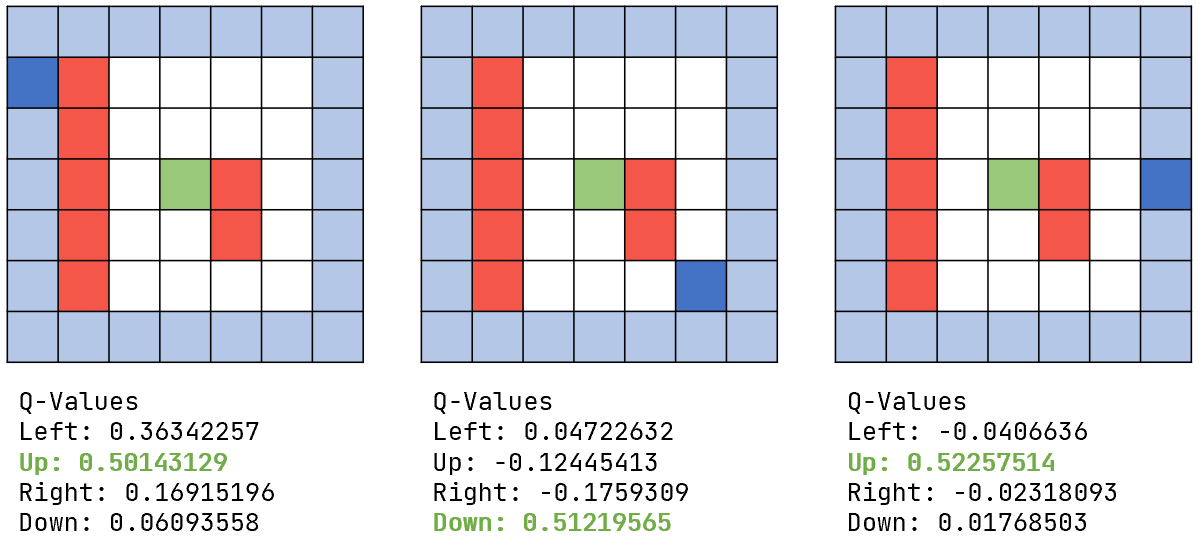 Q-Values
Left: 0.36342257
Up: 0.50143129
Right: 0.16915196
Down: 0.06093558
Q-Values
Left: 0.04722632
Up: -0.12445413
Right: -0.1759309
Down: 0.51219565
Q-Values
Left: -0.0406636
Up: 0.52257514
Right: -0.02318093
Down: 0.01768503